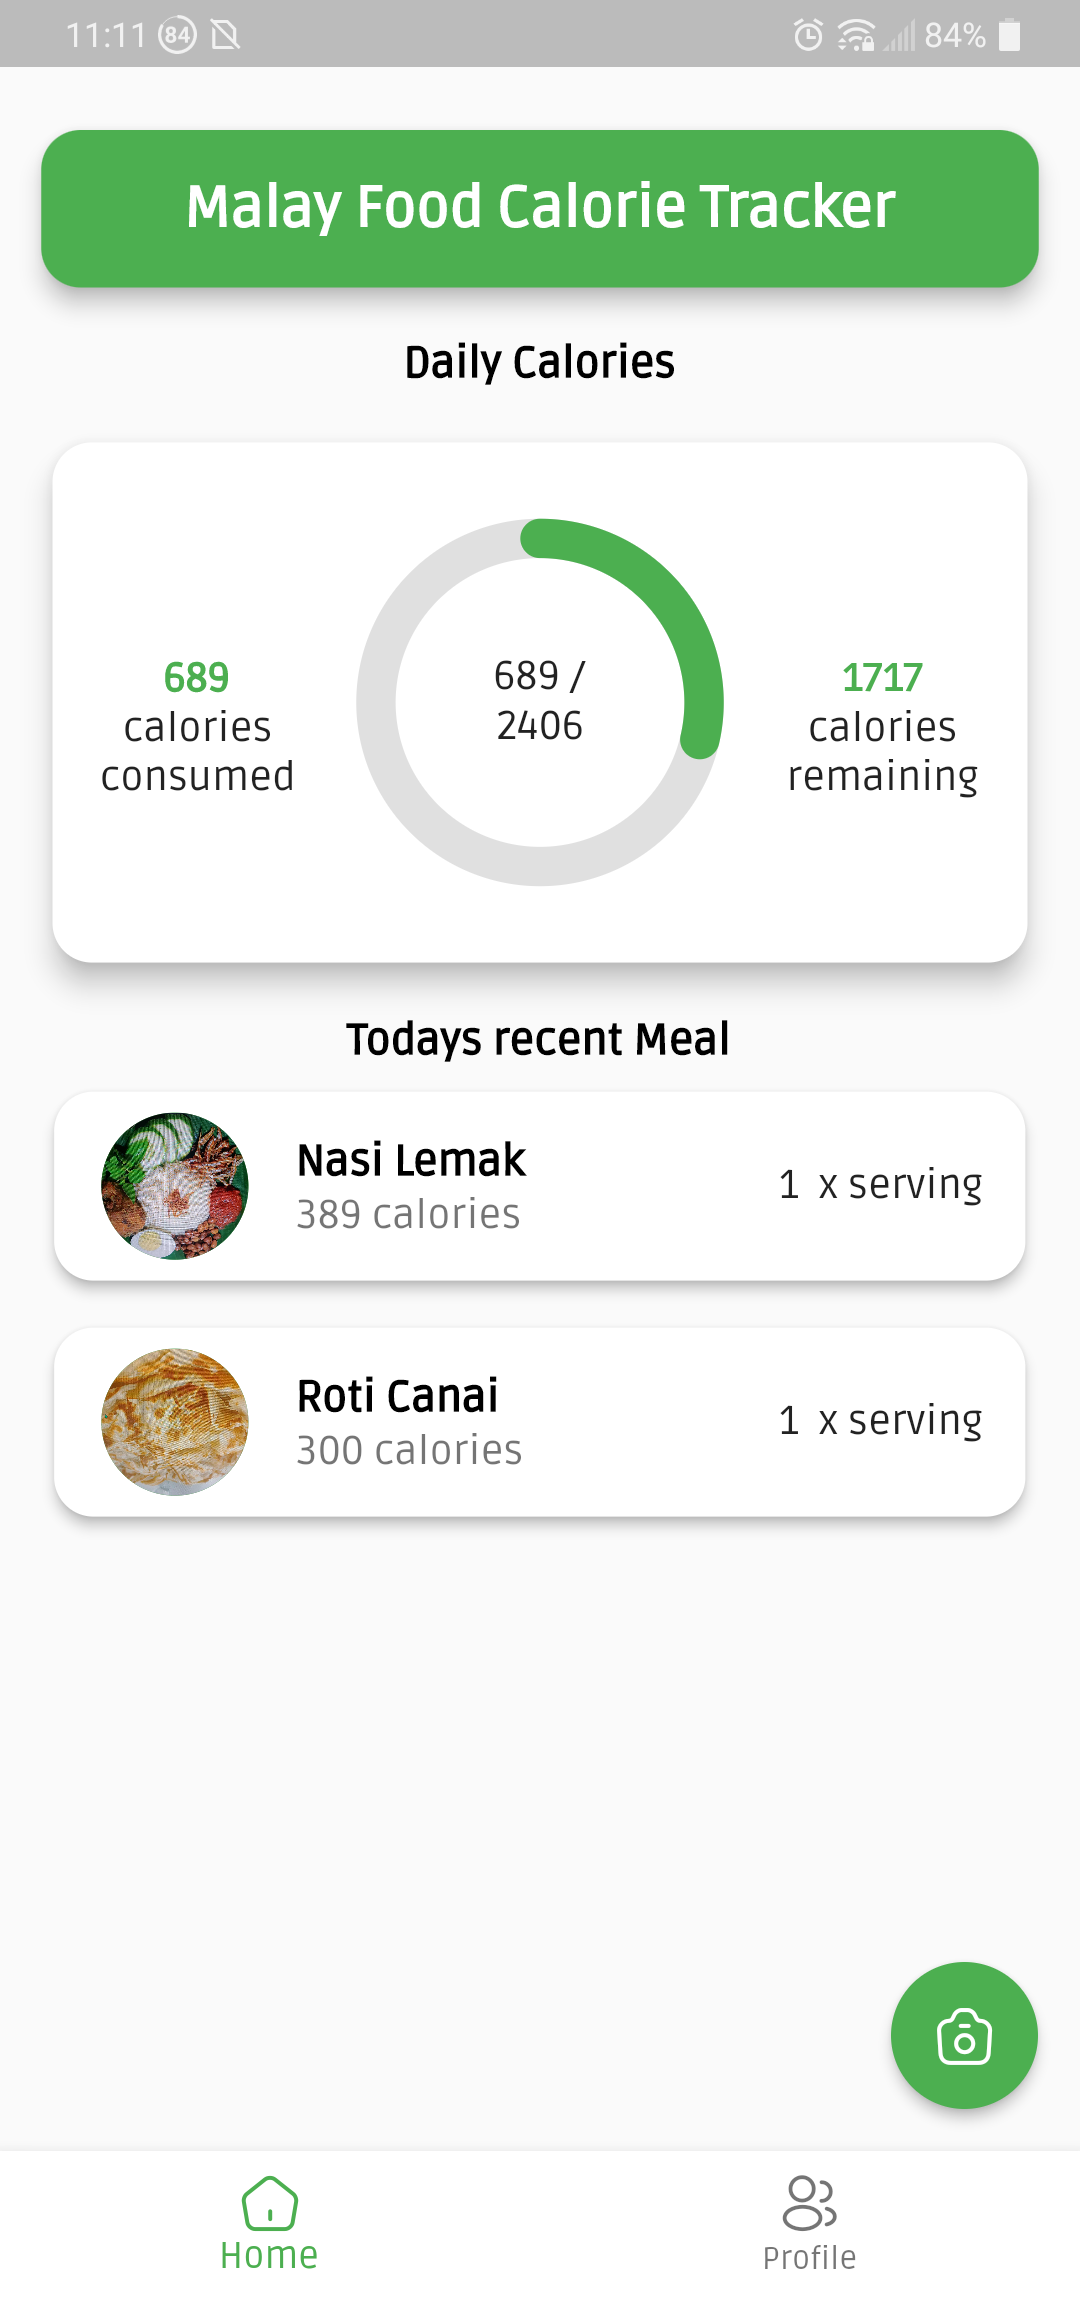 11:11 84 84%
Malay Food Calorie Tracker
Daily Calories
689
calories
consumed
689 /
2406
1717
calories
remaining
Todays recent Meal
Nasi Lemak
389 calories
1 x serving
Roti Canai
300 calories
1 x serving
Home
Profile